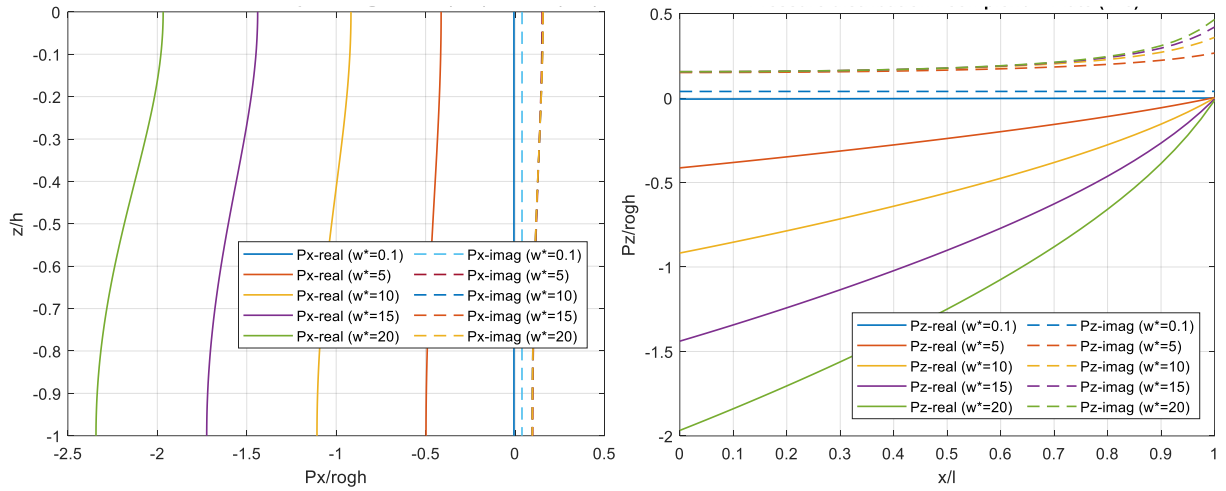 0
-0.1
-0.2
-0.3
-0.4
-0.5
-0.6
-0.7
-0.8
-0.9
-1
z/h
-2.5 -2 -1.5 -1 -0.5 0 0.5
Px/rogh
Px-real (w*=0.1) Px-imag (w*=0.1)
Px-real (w*=5) Px-imag (w*=5)
Px-real (w*=10) Px-imag (w*=10)
Px-real (w*=15) Px-imag (w*=15)
Px-real (w*=20) Px-imag (w*=20)
0.5
0
-0.5
-1
-1.5
-2
Pz/rogh
0 0.1 0.2 0.3 0.4 0.5 0.6 0.7 0.8 0.9 1
x/l
Pz-real (w*=0.1) Pz-imag (w*=0.1)
Pz-real (w*=5) Pz-imag (w*=5)
Pz-real (w*=10) Pz-imag (w*=10)
Pz-real (w*=15) Pz-imag (w*=15)
Pz-real (w*=20) Pz-imag (w*=20)